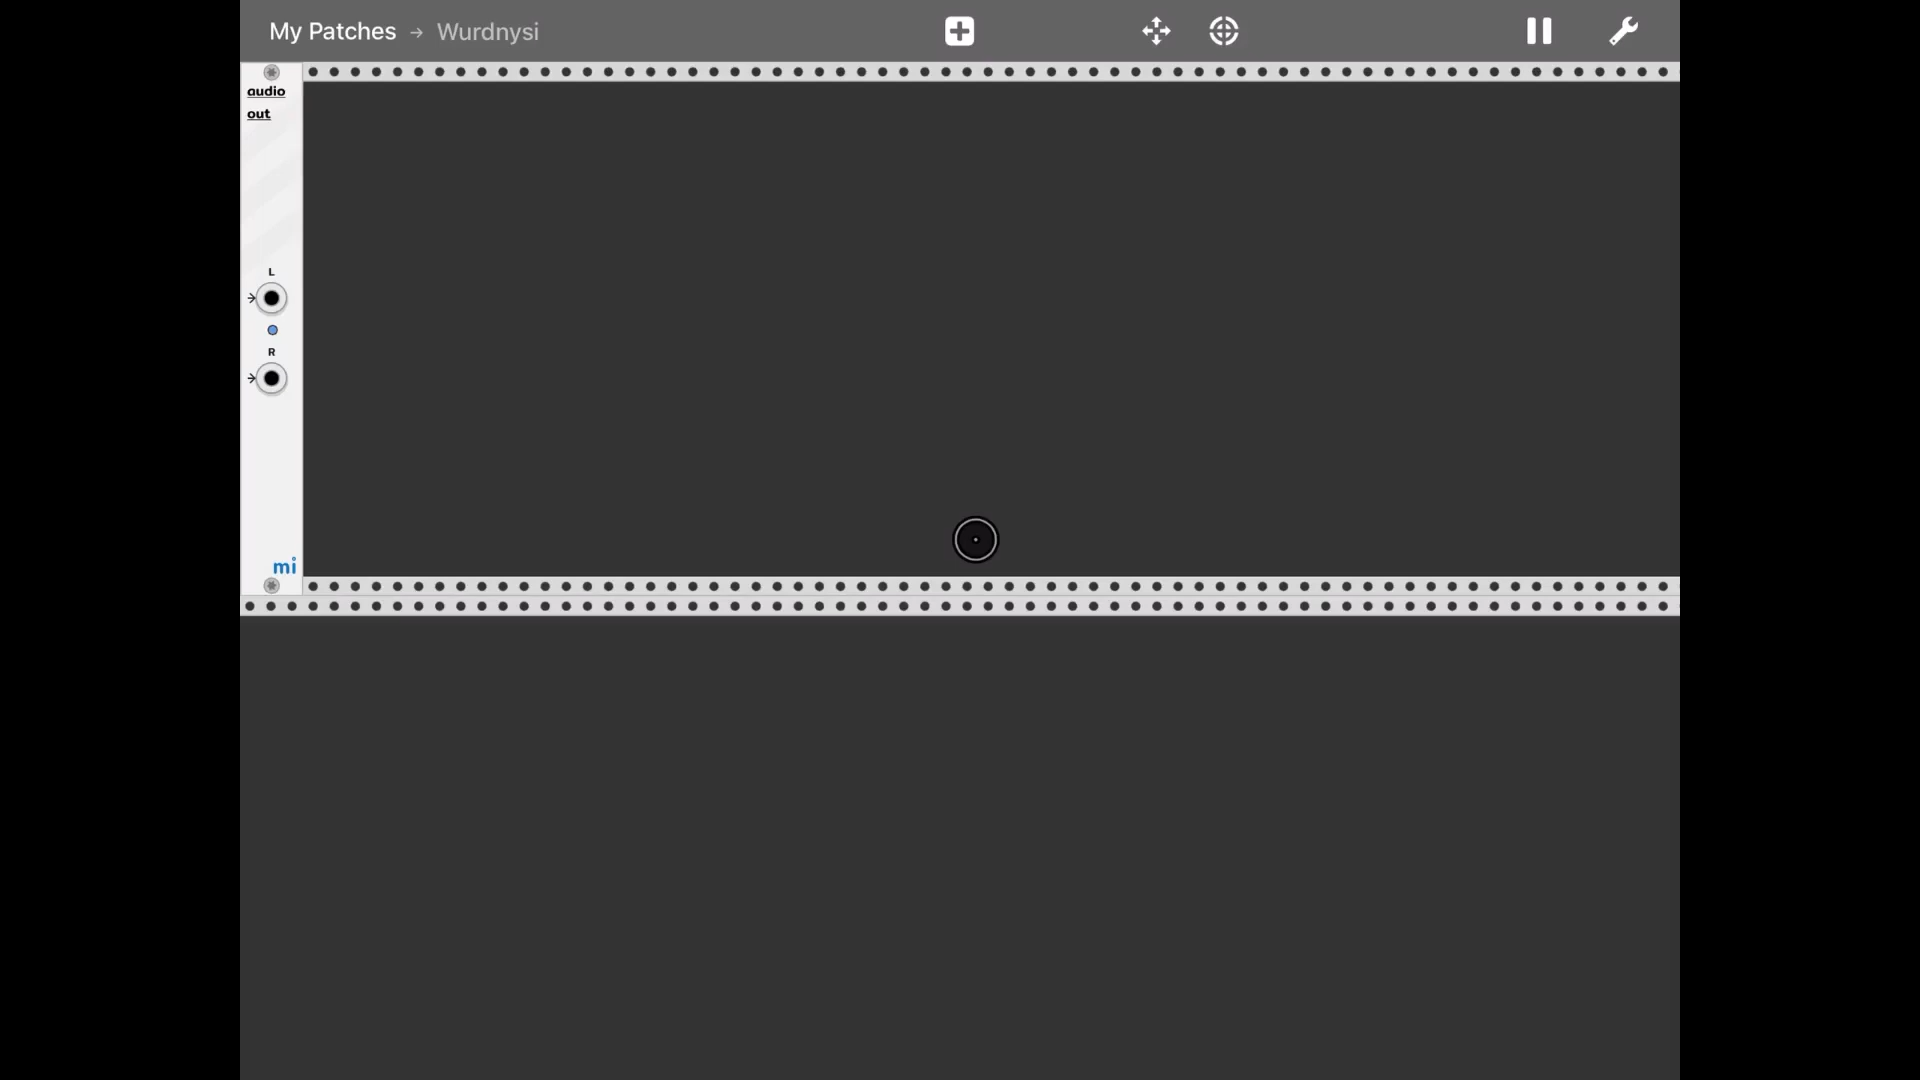 My Patches → Wurdnysi
audio
out
L
R
mi